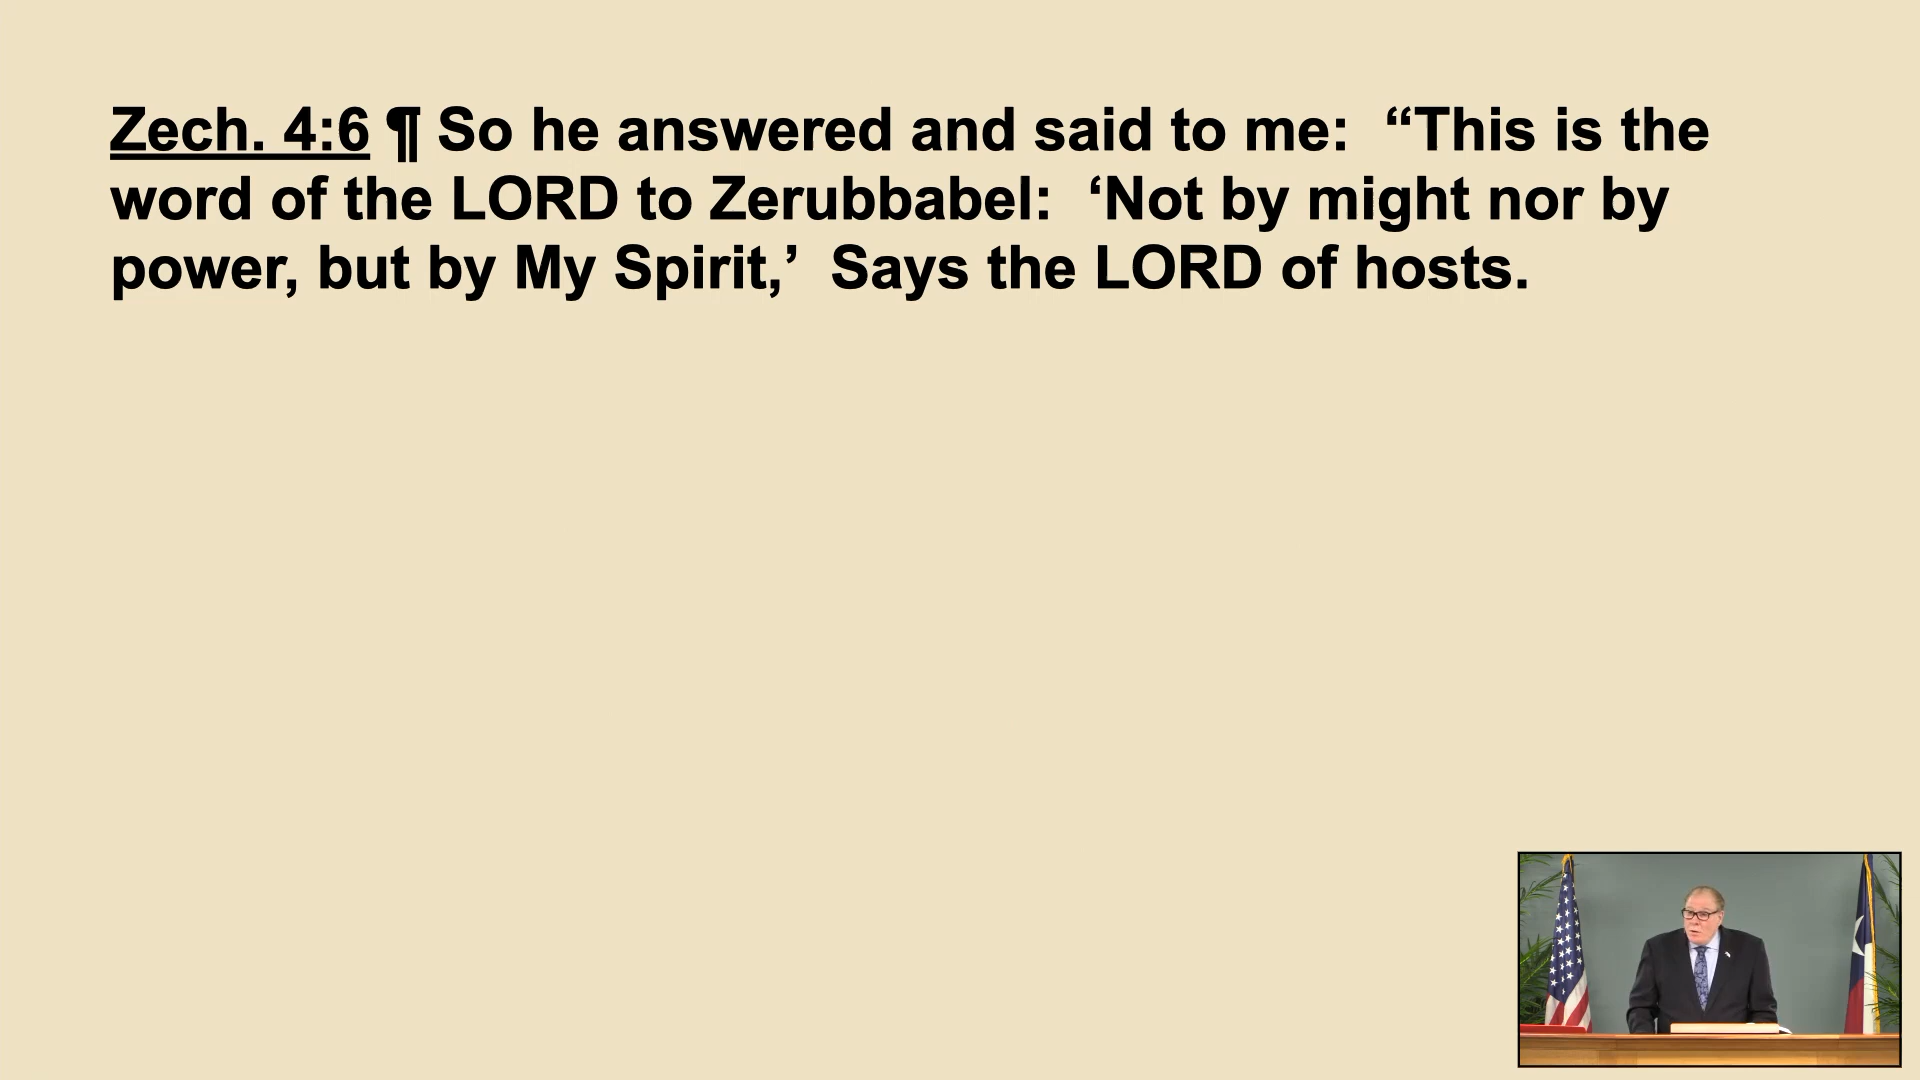 Zech. 4:6 ¶ So he answered and said to me:  “This is the
word of the LORD to Zerubbabel:  ‘Not by might nor by
power, but by My Spirit,’  Says the LORD of hosts.